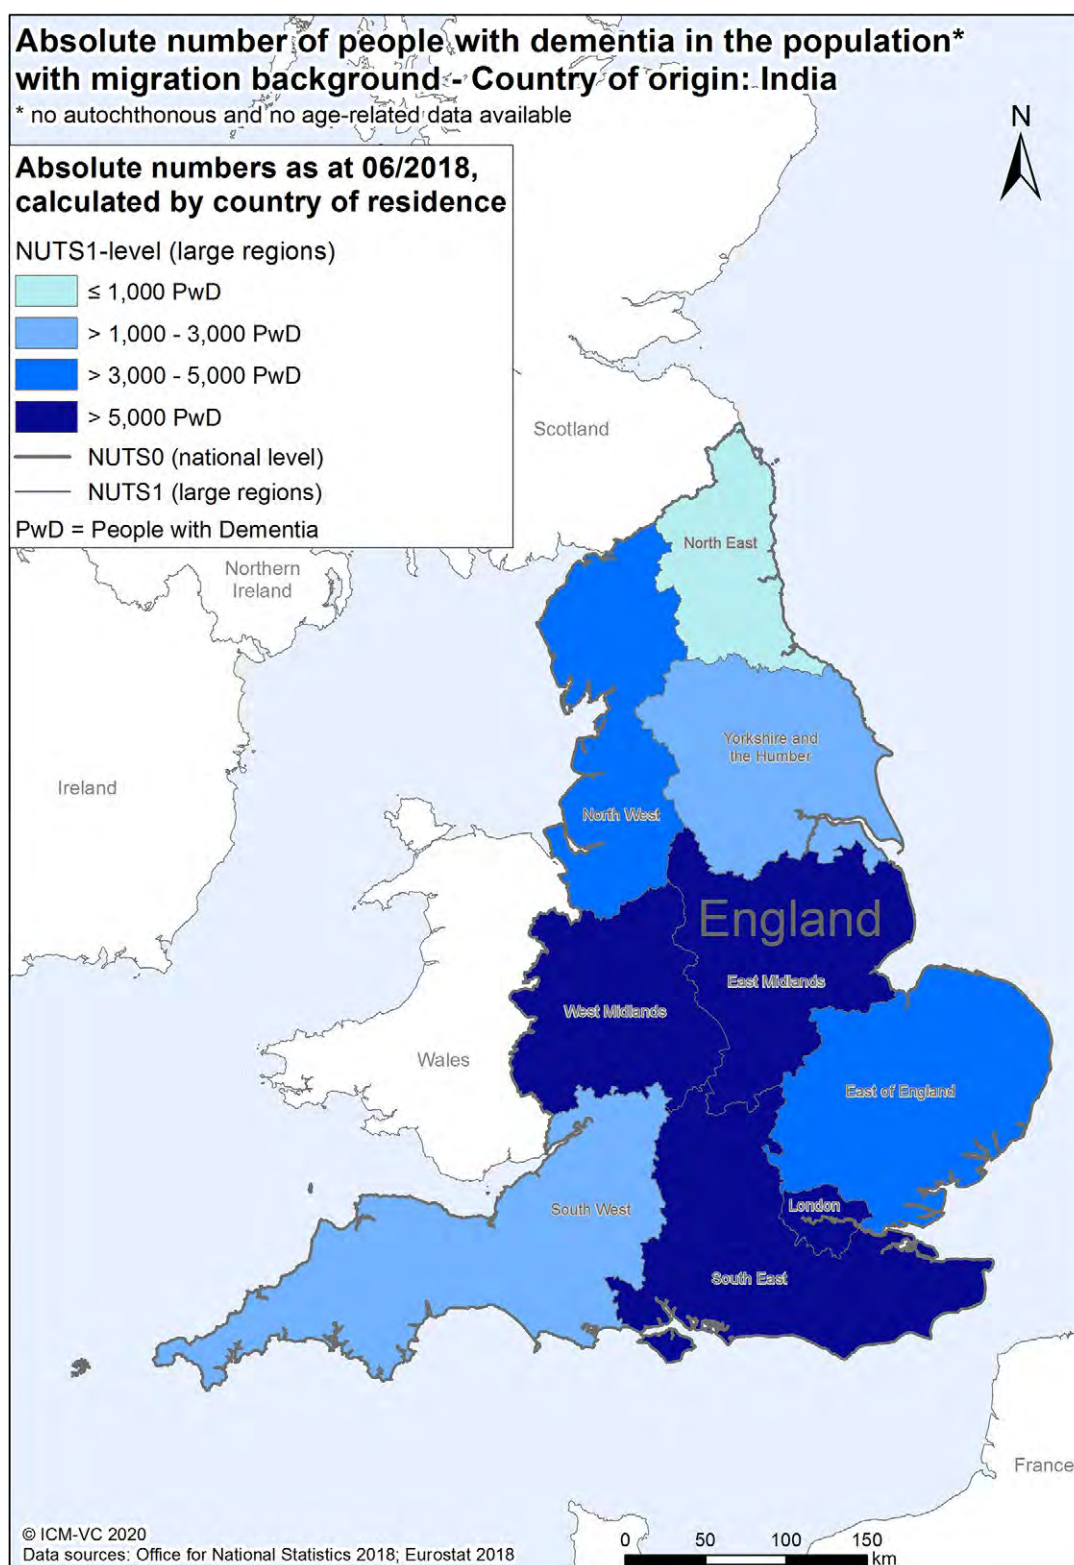 Absolute number of people with dementia in the population*
with migration background - Country of origin: India
* no autochthonous and no age-related data available
N
Absolute numbers as at 06/2018,
calculated by country of residence
NUTS1-level (large regions)
≤ 1,000 PwD
> 1,000 - 3,000 PwD
> 3,000 - 5,000 PwD
> 5,000 PwD
NUTS0 (national level)
NUTS1 (large regions)
PwD = People with Dementia
Scotland
North East
Northern
Ireland
Yorkshire and
the Humber
Ireland
North West
England
East Midlands
West Midlands
Wales
East of England
London
South West
South East
France
© ICM-VC 2020
Data sources: Office for National Statistics 2018; Eurostat 2018
0 50 100 150
km